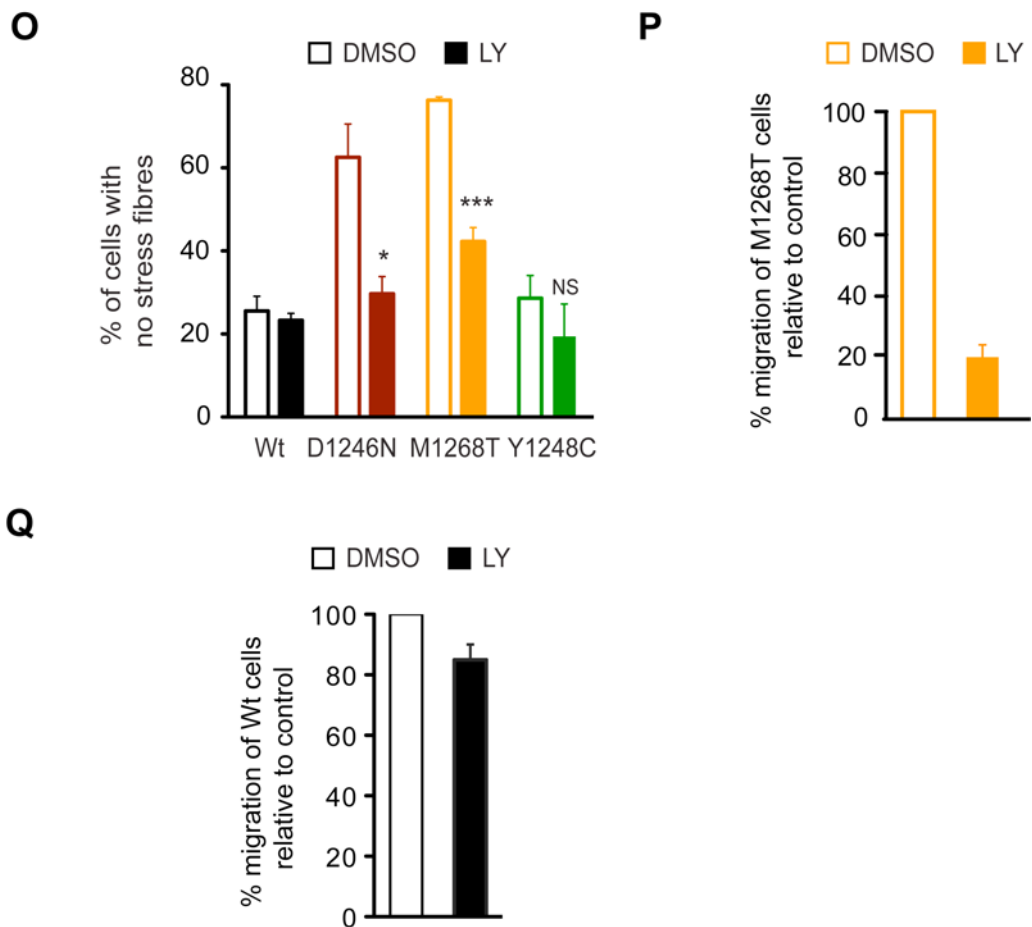 O
DMSO LY
% of cells with
no stress fibres
80
60
40
20
0
*
***
NS
Wt D1246N M1268T Y1248C
P
DMSO LY
% migration of M1268T cells
relative to control
100
80
60
40
20
0
Q
DMSO LY
% migration of Wt cells
relative to control
100
80
60
40
20
0